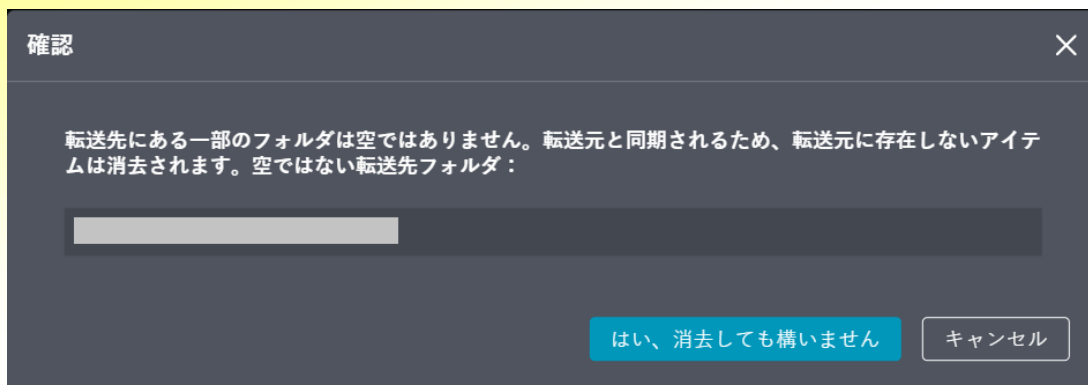 確認
転送先にある一部のフォルダは空ではありません。転送元と同期されるため、転送元に存在しないアイテ
ムは消去されます。空ではない転送先フォルダ：
はい、消去しても構いません
キャンセル